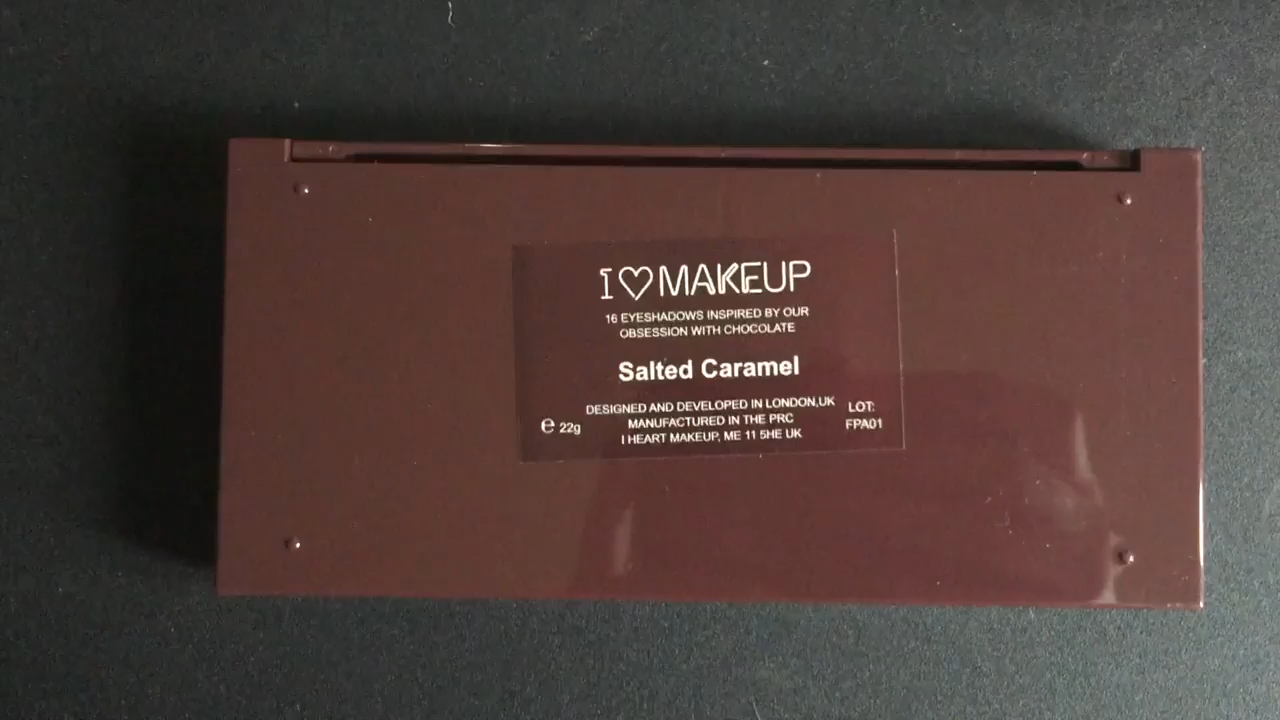 I ♡ MAKEUP
16 EYESHADOWS INSPIRED BY OUR
OBSESSION WITH CHOCOLATE
Salted Caramel
DESIGNED AND DEVELOPED IN LONDON,UK
MANUFACTURED IN THE PRC
I HEART MAKEUP, ME 11 5HE UK
℮ 22g
LOT:
FPA01